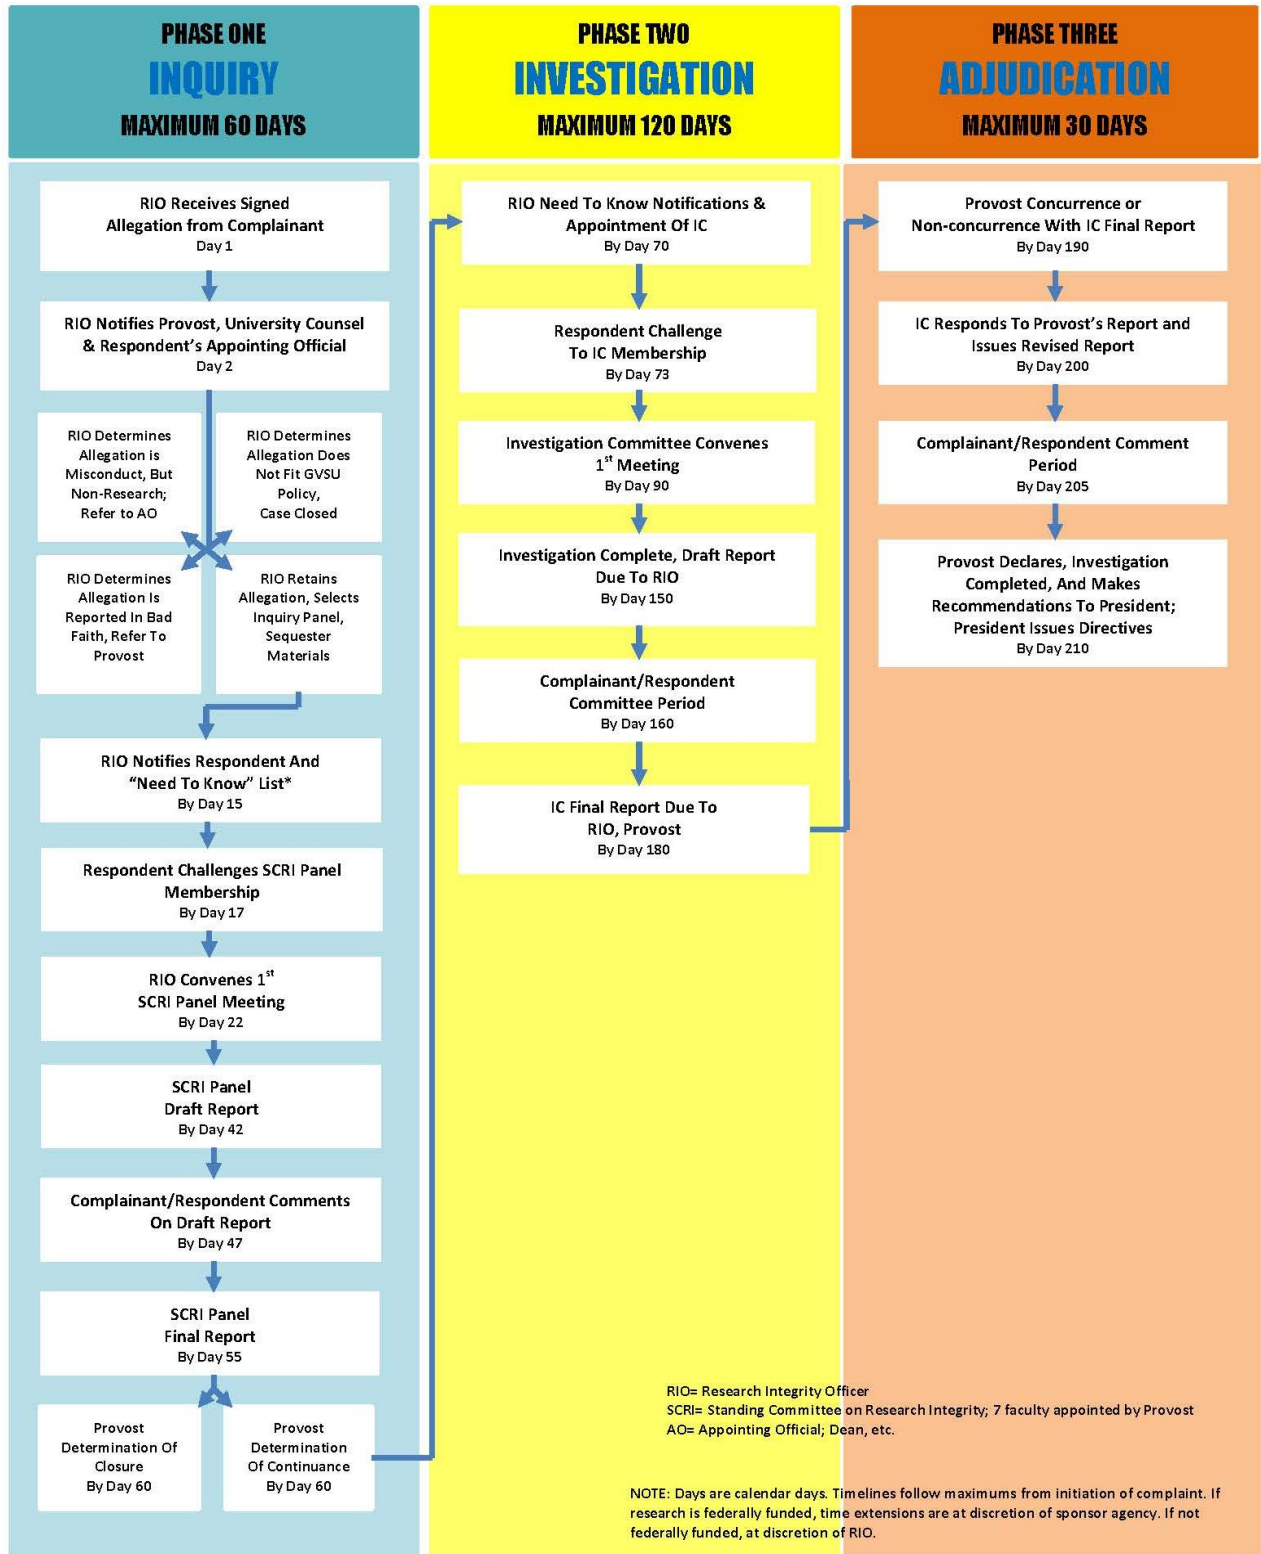 PHASE ONE
INQUIRY
MAXIMUM 60 DAYS
RIO Receives Signed
Allegation from Complainant
Day 1
RIO Notifies Provost, University Counsel
& Respondent's Appointing Official
Day 2
RIO Determines
Allegation is
Misconduct, But
Non-Research;
Refer to AO
RIO Determines
Allegation Does
Not Fit GVSU
Policy,
Case Closed
RIO Determines
Allegation Is
Reported In Bad
Faith, Refer To
Provost
RIO Retains
Allegation, Selects
Inquiry Panel,
Sequester
Materials
RIO Notifies Respondent And
“Need To Know” List*
By Day 15
Respondent Challenges SCRI Panel
Membership
By Day 17
RIO Convenes 1st
SCRI Panel Meeting
By Day 22
SCRI Panel
Draft Report
By Day 42
Complainant/Respondent Comments
On Draft Report
By Day 47
SCRI Panel
Final Report
By Day 55
Provost
Determination Of
Closure
By Day 60
Provost
Determination
Of Continuance
By Day 60
PHASE TWO
INVESTIGATION
MAXIMUM 120 DAYS
RIO Need To Know Notifications &
Appointment Of IC
By Day 70
Respondent Challenge
To IC Membership
By Day 73
Investigation Committee Convenes
1st Meeting
By Day 90
Investigation Complete, Draft Report
Due To RIO
By Day 150
Complainant/Respondent
Committee Period
By Day 160
IC Final Report Due To
RIO, Provost
By Day 180
PHASE THREE
ADJUDICATION
MAXIMUM 30 DAYS
Provost Concurrence or
Non-concurrence With IC Final Report
By Day 190
IC Responds To Provost's Report and
Issues Revised Report
By Day 200
Complainant/Respondent Comment
Period
By Day 205
Provost Declares, Investigation
Completed, And Makes
Recommendations To President;
President Issues Directives
By Day 210
RIO= Research Integrity Officer
SCRI= Standing Committee on Research Integrity; 7 faculty appointed by Provost
AO= Appointing Official; Dean, etc.
NOTE: Days are calendar days. Timelines follow maximums from initiation of complaint. If
research is federally funded, time extensions are at discretion of sponsor agency. If not
federally funded, at discretion of RIO.